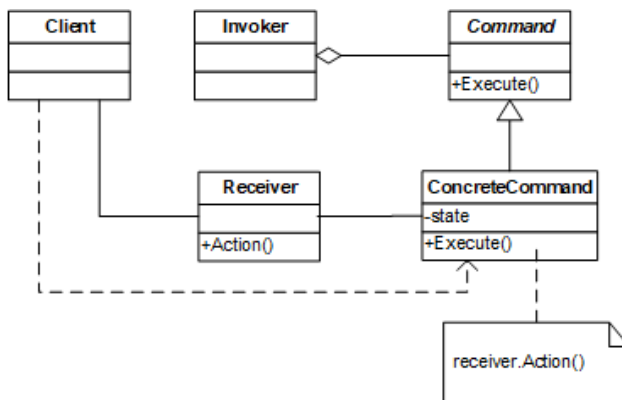 Client
Invoker
Command
+Execute()
Receiver
+Action()
ConcreteCommand
-state
+Execute()
receiver.Action()